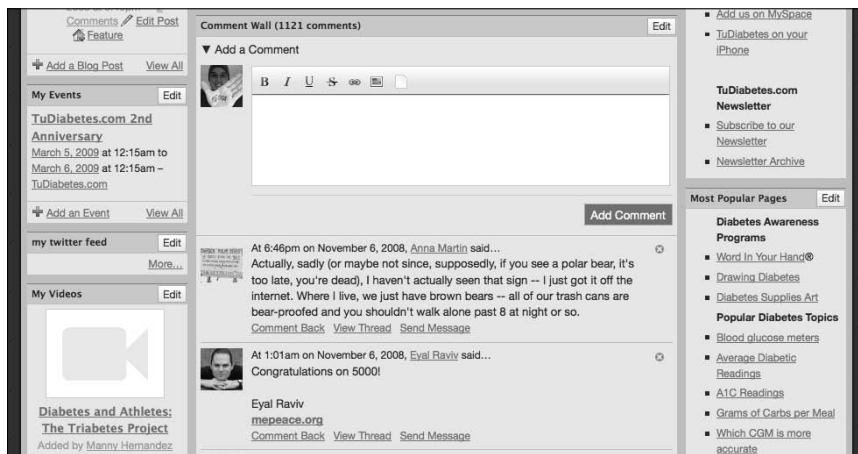 Comments Edit Post
Feature
Add a Blog Post View All
My Events Edit
TuDiabetes.com 2nd
Anniversary
March 5, 2009 at 12:15am to
March 6, 2009 at 12:15am –
TuDiabetes.com
Add an Event View All
my twitter feed Edit
More...
My Videos Edit
Diabetes and Athletes:
The Triabetes Project
Added by Manny Hernandez
Comment Wall (1121 comments) Edit
▼ Add a Comment
B I U S
Add Comment
At 6:46pm on November 6, 2008, Anna Martin said…
Actually, sadly (or maybe not since, supposedly, if you see a polar bear, it's
too late, you're dead), I haven't actually seen that sign -- I just got it off the
internet. Where I live, we just have brown bears -- all of our trash cans are
bear-proofed and you shouldn't walk alone past 8 at night or so.
Comment Back View Thread Send Message
At 1:01am on November 6, 2008, Eyal Raviv said…
Congratulations on 5000!
Eyal Raviv
mepeace.org
Comment Back View Thread Send Message
Add us on MySpace
TuDiabetes on your
iPhone
TuDiabetes.com
Newsletter
Subscribe to our
Newsletter
Newsletter Archive
Most Popular Pages Edit
Diabetes Awareness
Programs
Word In Your Hand®
Drawing Diabetes
Diabetes Supplies Art
Popular Diabetes Topics
Blood glucose meters
Average Diabetic
Readings
A1C Readings
Grams of Carbs per Meal
Which CGM is more
accurate